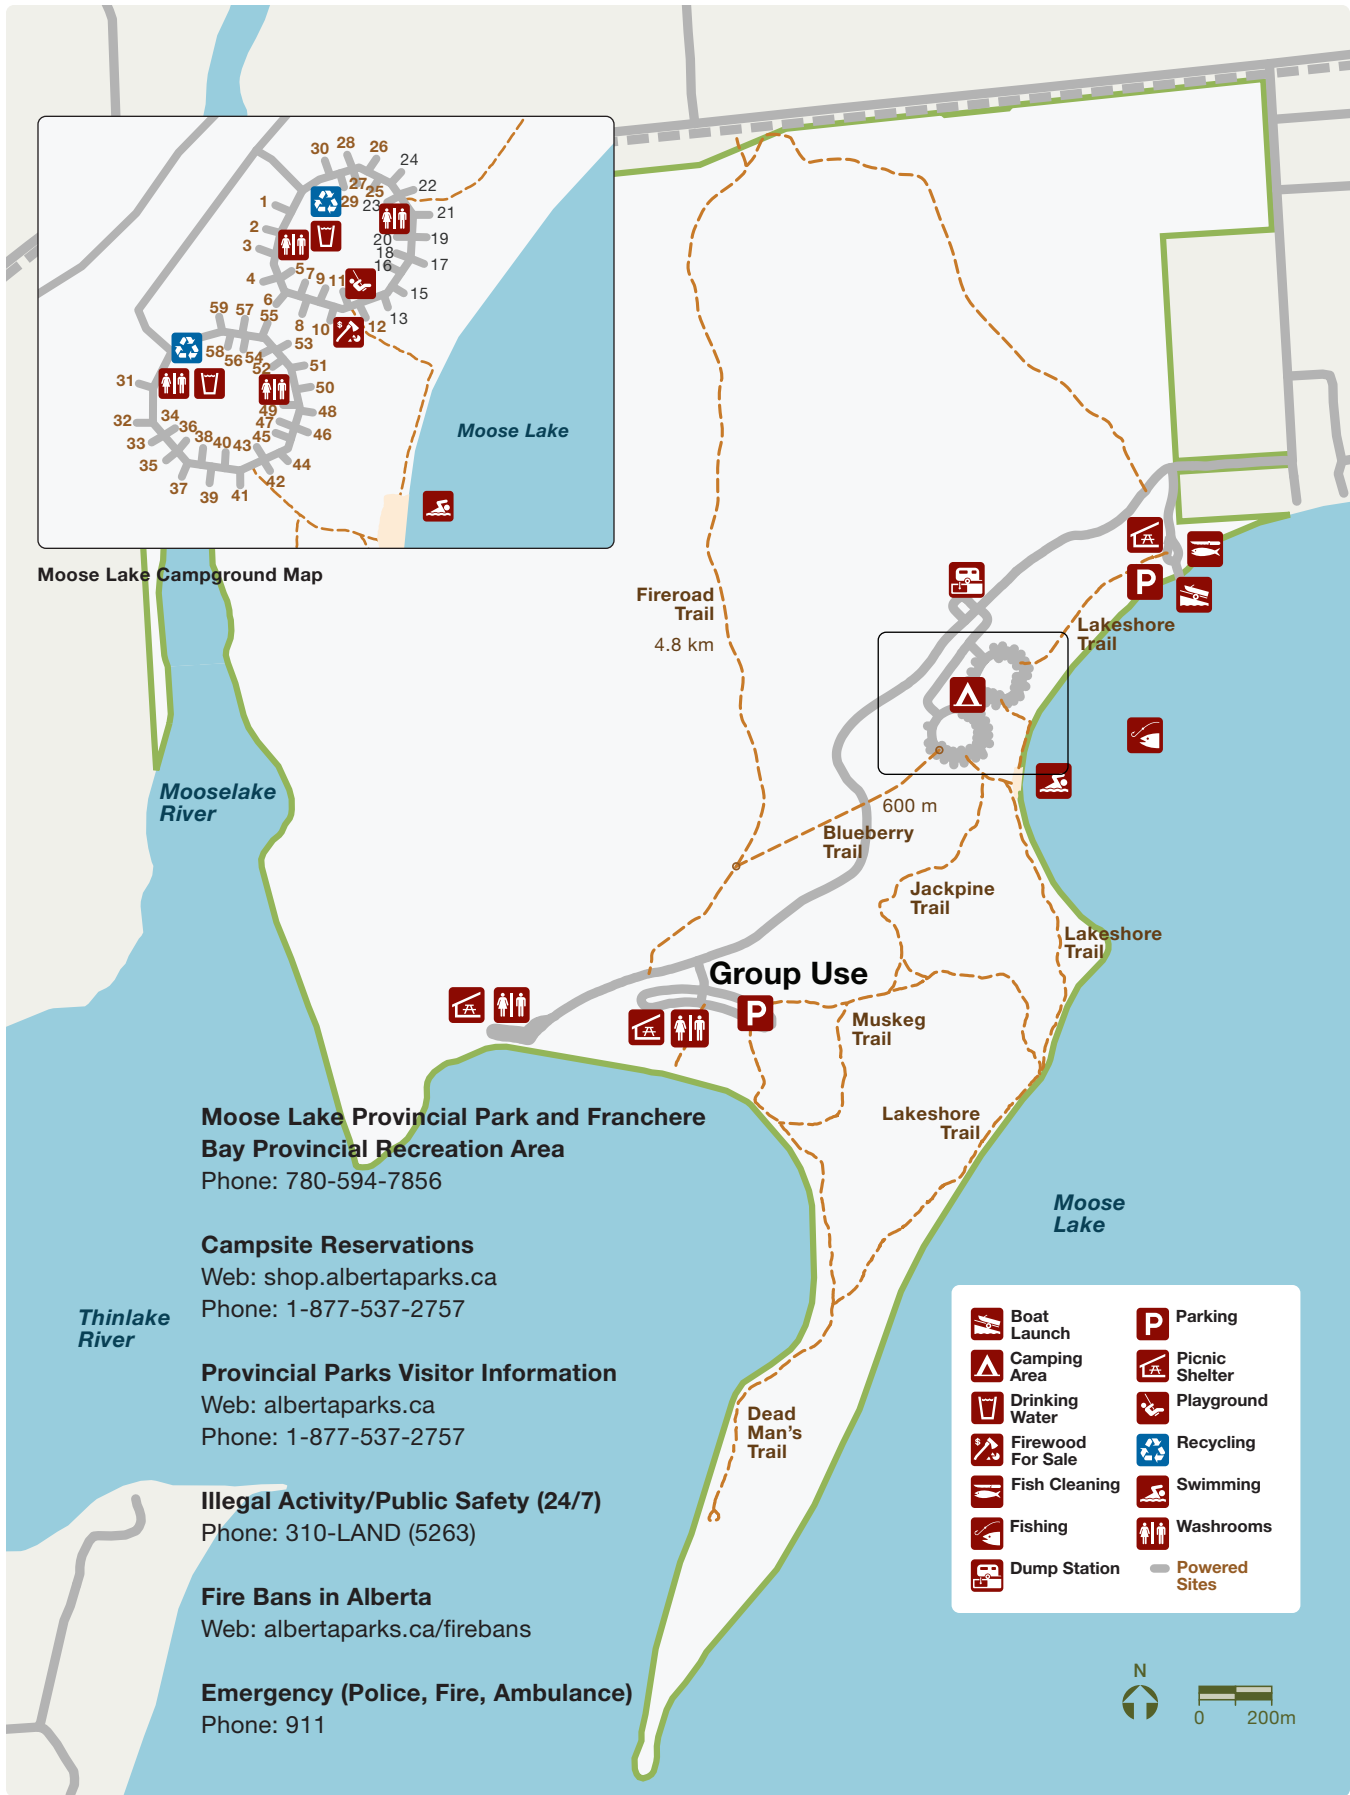 30
28
26
24
22
27
25
29
23
1
2
3
4
21
20
19
18
17
16
15
13
5
7
9
11
6
8
10
12
59
57
55
53
58
56
54
52
51
50
31
32
33
34
36
38
40
43
45
47
49
48
46
44
42
35
37
39
41
Moose Lake
Moose Lake Campground Map
Fireroad
Trail
4.8 km
P
Lakeshore
Trail
Mooselake
River
600 m
Blueberry
Trail
Jackpine
Trail
Lakeshore
Trail
Group Use
P
Muskeg
Trail
Lakeshore
Trail
Moose Lake Provincial Park and Franchere
Bay Provincial Recreation Area
Phone: 780-594-7856
Campsite Reservations
Web: shop.albertaparks.ca
Phone: 1-877-537-2757
Provincial Parks Visitor Information
Web: albertaparks.ca
Phone: 1-877-537-2757
Illegal Activity/Public Safety (24/7)
Phone: 310-LAND (5263)
Fire Bans in Alberta
Web: albertaparks.ca/firebans
Emergency (Police, Fire, Ambulance)
Phone: 911
Thinlake
River
Moose
Lake
Dead
Man's
Trail
Boat
Launch
Camping
Area
Drinking
Water
$
Firewood
For Sale
Fish Cleaning
Fishing
Dump Station
P
Parking
Picnic
Shelter
Playground
Recycling
Swimming
Washrooms
Powered
Sites
N
0 200m